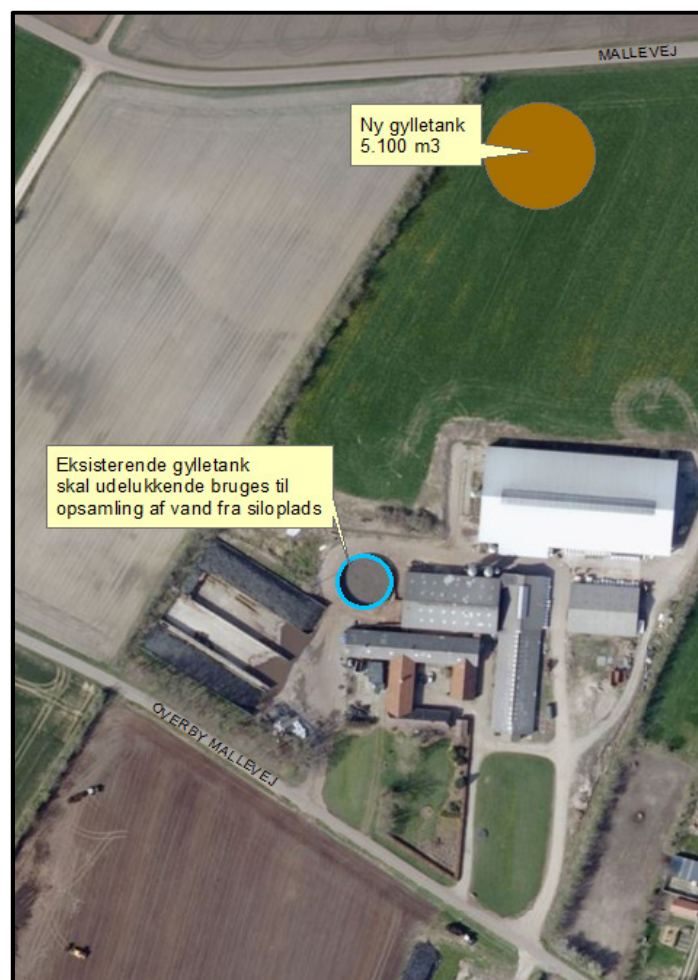 MALLEVEJ
Ny gylletank
5.100 m3
Eksisterende gylletank
skal udelukkende bruges til
opsamling af vand fra siloplads
OVERBY MALLEVEJ